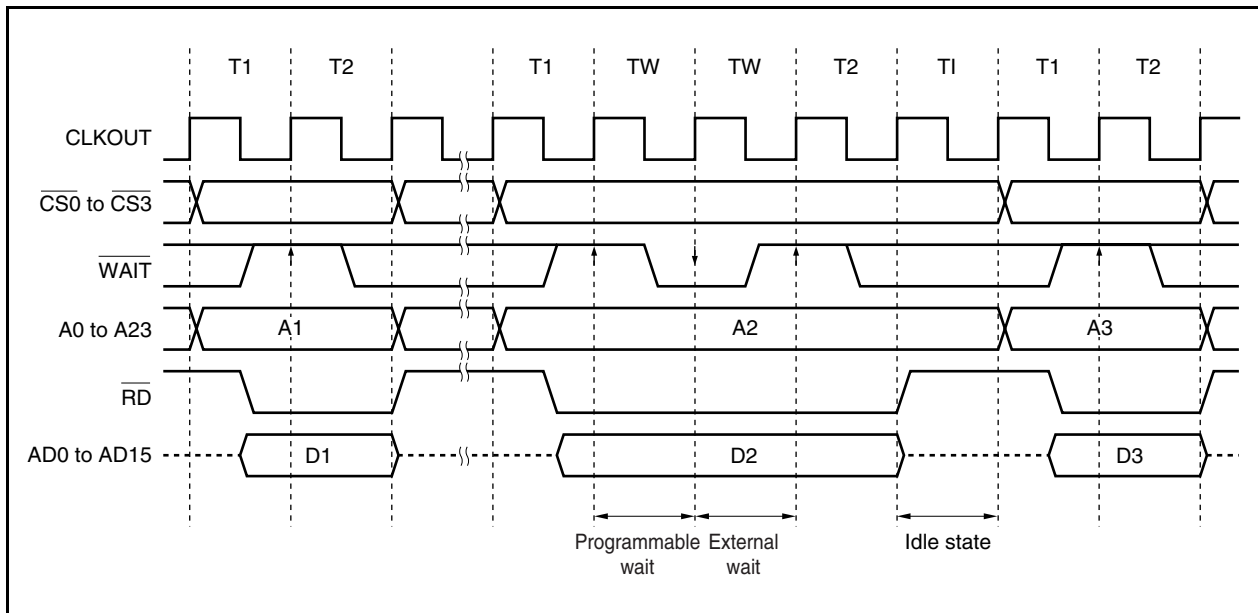 T1 T2 T1 TW TW T2 TI T1 T2
CLKOUT
CS0 to CS3
WAIT
A0 to A23 A1 A2 A3
RD
AD0 to AD15 D1 D2 D3
Programmable wait External wait Idle state